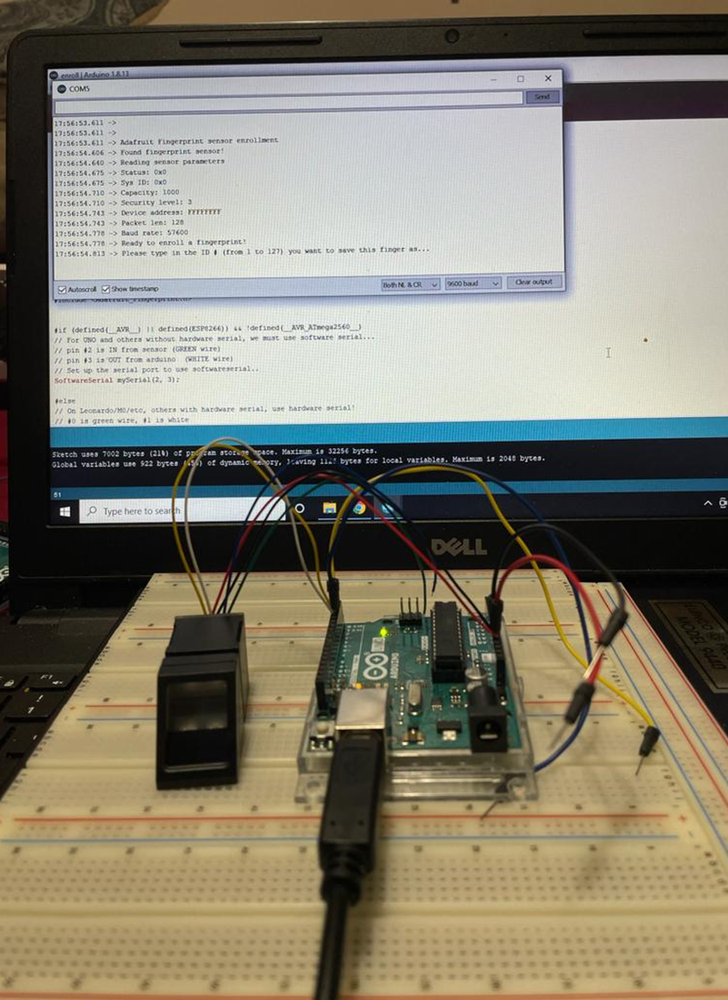 enroll | Arduino 1.8.13
COM5
Send
17:56:53.611 ->
17:56:53.611 ->
17:56:53.611 -> Adafruit Fingerprint sensor enrollment
17:56:54.606 -> Found fingerprint sensor!
17:56:54.640 -> Reading sensor parameters
17:56:54.675 -> Status: 0x0
17:56:54.675 -> Sys ID: 0x0
17:56:54.710 -> Capacity: 1000
17:56:54.710 -> Security level: 3
17:56:54.743 -> Device address: FFFFFFFF
17:56:54.743 -> Packet len: 128
17:56:54.778 -> Baud rate: 57600
17:56:54.778 -> Ready to enroll a fingerprint!
17:56:54.813 -> Please type in the ID # (from 1 to 127) you want to save this finger as...
Autoscroll Show timestamp Both NL & CR 9600 baud Clear output
#include <Adafruit_Fingerprint.h>
#if (defined(__AVR__) || defined(ESP8266)) && !defined(__AVR_ATmega2560__)
// For UNO and others without hardware serial, we must use software serial...
// pin #2 is IN from sensor (GREEN wire)
// pin #3 is OUT from arduino (WHITE wire)
// Set up the serial port to use softwareserial..
SoftwareSerial mySerial(2, 3);
#else
// On Leonardo/M0/etc, others with hardware serial, use hardware serial!
// #0 is green wire, #1 is white
Sketch uses 7002 bytes (21%) of program storage space. Maximum is 32256 bytes.
Global variables use 922 bytes of dynamic memory, leaving bytes for local variables. Maximum is 2048 bytes.
51
Type here to search
DELL
UNO
ARDUINO